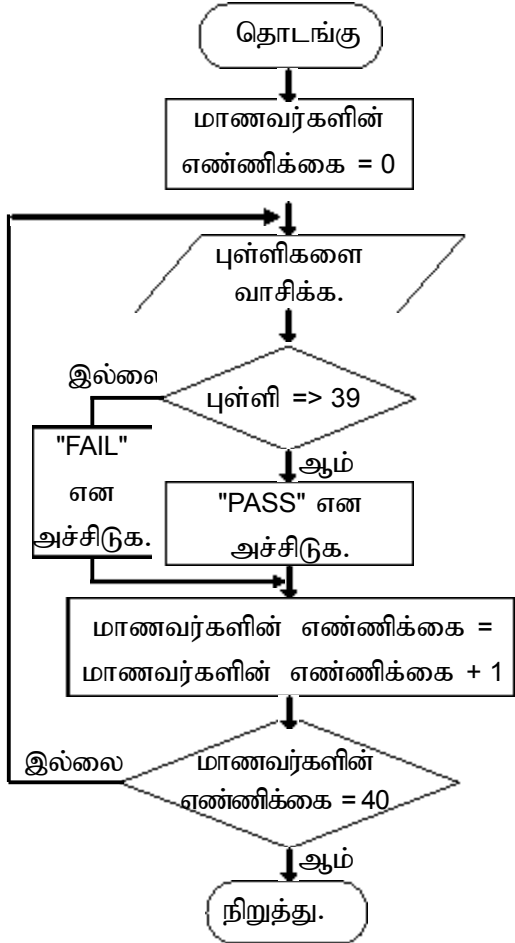 தொடங்கு
மாணவர்களின்
எண்ணிக்கை = 0
புள்ளிகளை
வாசிக்க.
இல்லை
புள்ளி => 39
"FAIL"
என
அச்சிடுக.
ஆம்
"PASS" என
அச்சிடுக.
மாணவர்களின் எண்ணிக்கை =
மாணவர்களின் எண்ணிக்கை + 1
இல்லை
மாணவர்களின்
எண்ணிக்கை = 40
ஆம்
நிறுத்து.